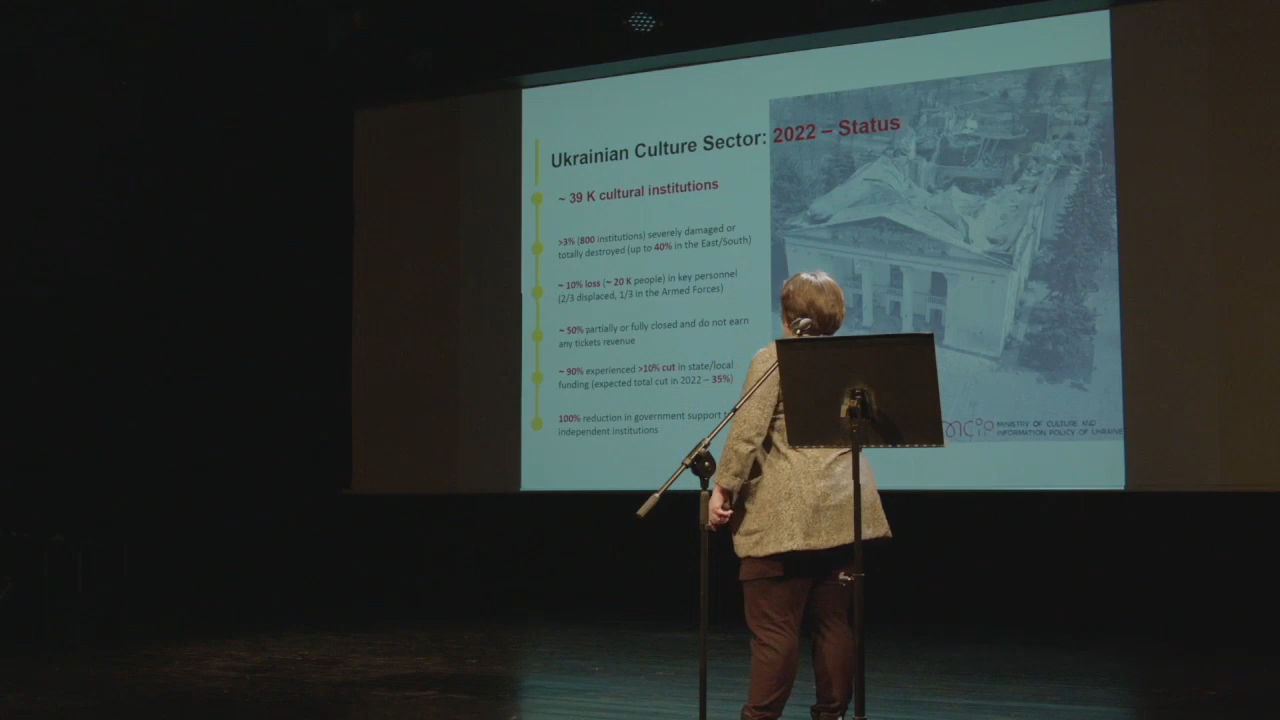 Ukrainian Culture Sector: 2022 – Status
~ 39 K cultural institutions
>3% (800 institutions) severely damaged or
totally destroyed (up to 40% in the East/South)
~ 10% loss (~ 20 K people) in key personnel
(2/3 displaced, 1/3 in the Armed Forces)
~ 50% partially or fully closed and do not earn
any tickets revenue
~ 90% experienced >10% cut in state/local
funding (expected total cut in 2022 – 35%)
100% reduction in government support
independent institutions
MCIP MINISTRY OF CULTURE AND
INFORMATION POLICY OF UKRAINE